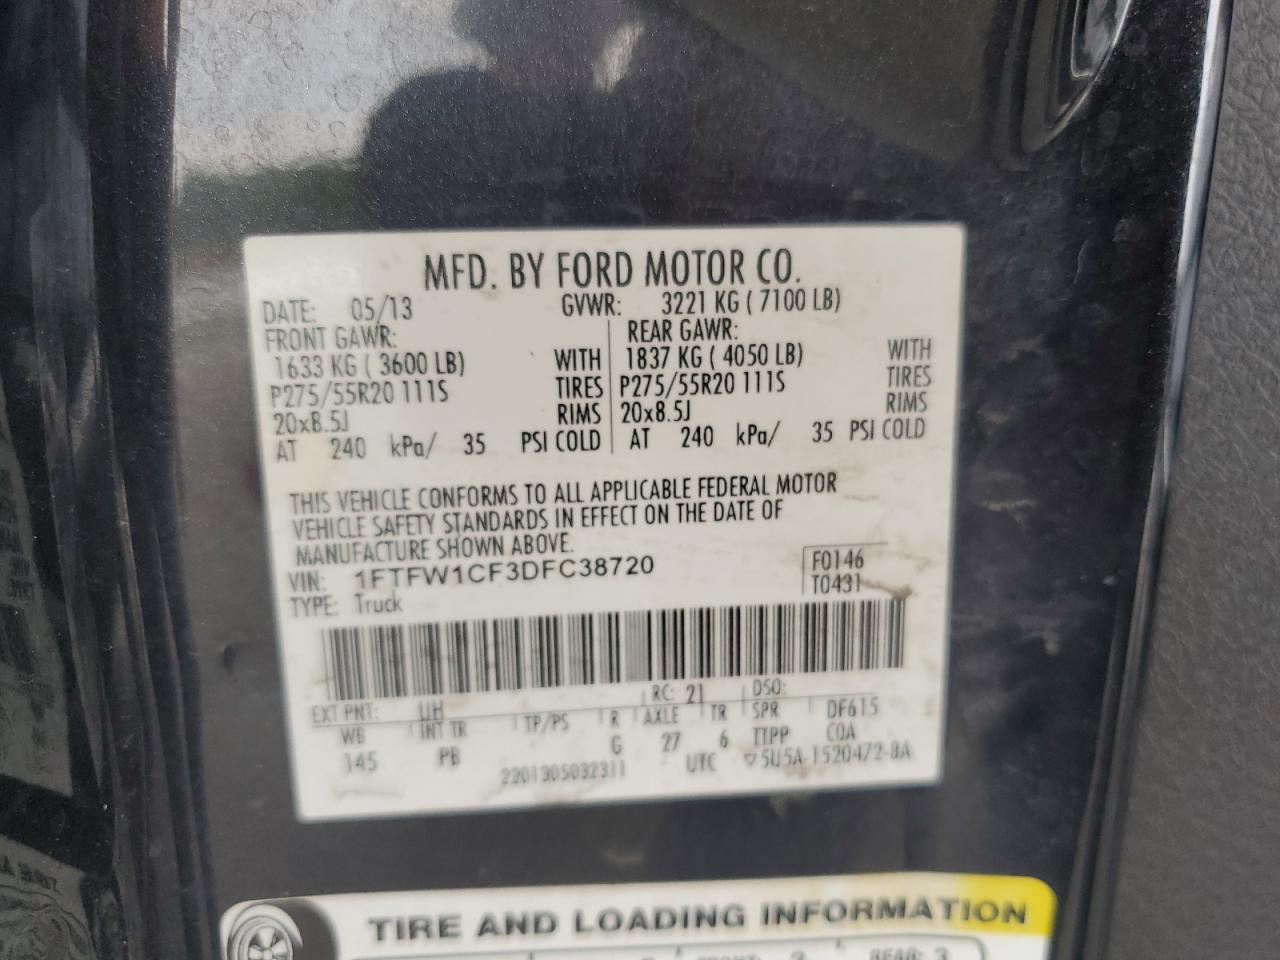 MFD. BY FORD MOTOR CO.
DATE: 05/13 GVWR: 3221 KG ( 7100 LB)
FRONT GAWR: REAR GAWR:
1633 KG ( 3600 LB) WITH 1837 KG ( 4050 LB) WITH
P275/55R20 111S TIRES P275/55R20 111S TIRES
20x8.5J RIMS 20x8.5J RIMS
AT 240 kPa/ 35 PSI COLD AT 240 kPa/ 35 PSI COLD
THIS VEHICLE CONFORMS TO ALL APPLICABLE FEDERAL MOTOR
VEHICLE SAFETY STANDARDS IN EFFECT ON THE DATE OF
MANUFACTURE SHOWN ABOVE.
VIN: 1FTFW1CF3DFC38720 F0146
TYPE: Truck T0431
RC: 21 DSO:
EXT PNT: UH DF615
WB INT TR TP/PS R AXLE TR SPR
145 PB G 27 6 TTPP COA
2201305032311 UTC ▽5U5A-1520472-BA
TIRE AND LOADING INFORMATION
REAR: 3